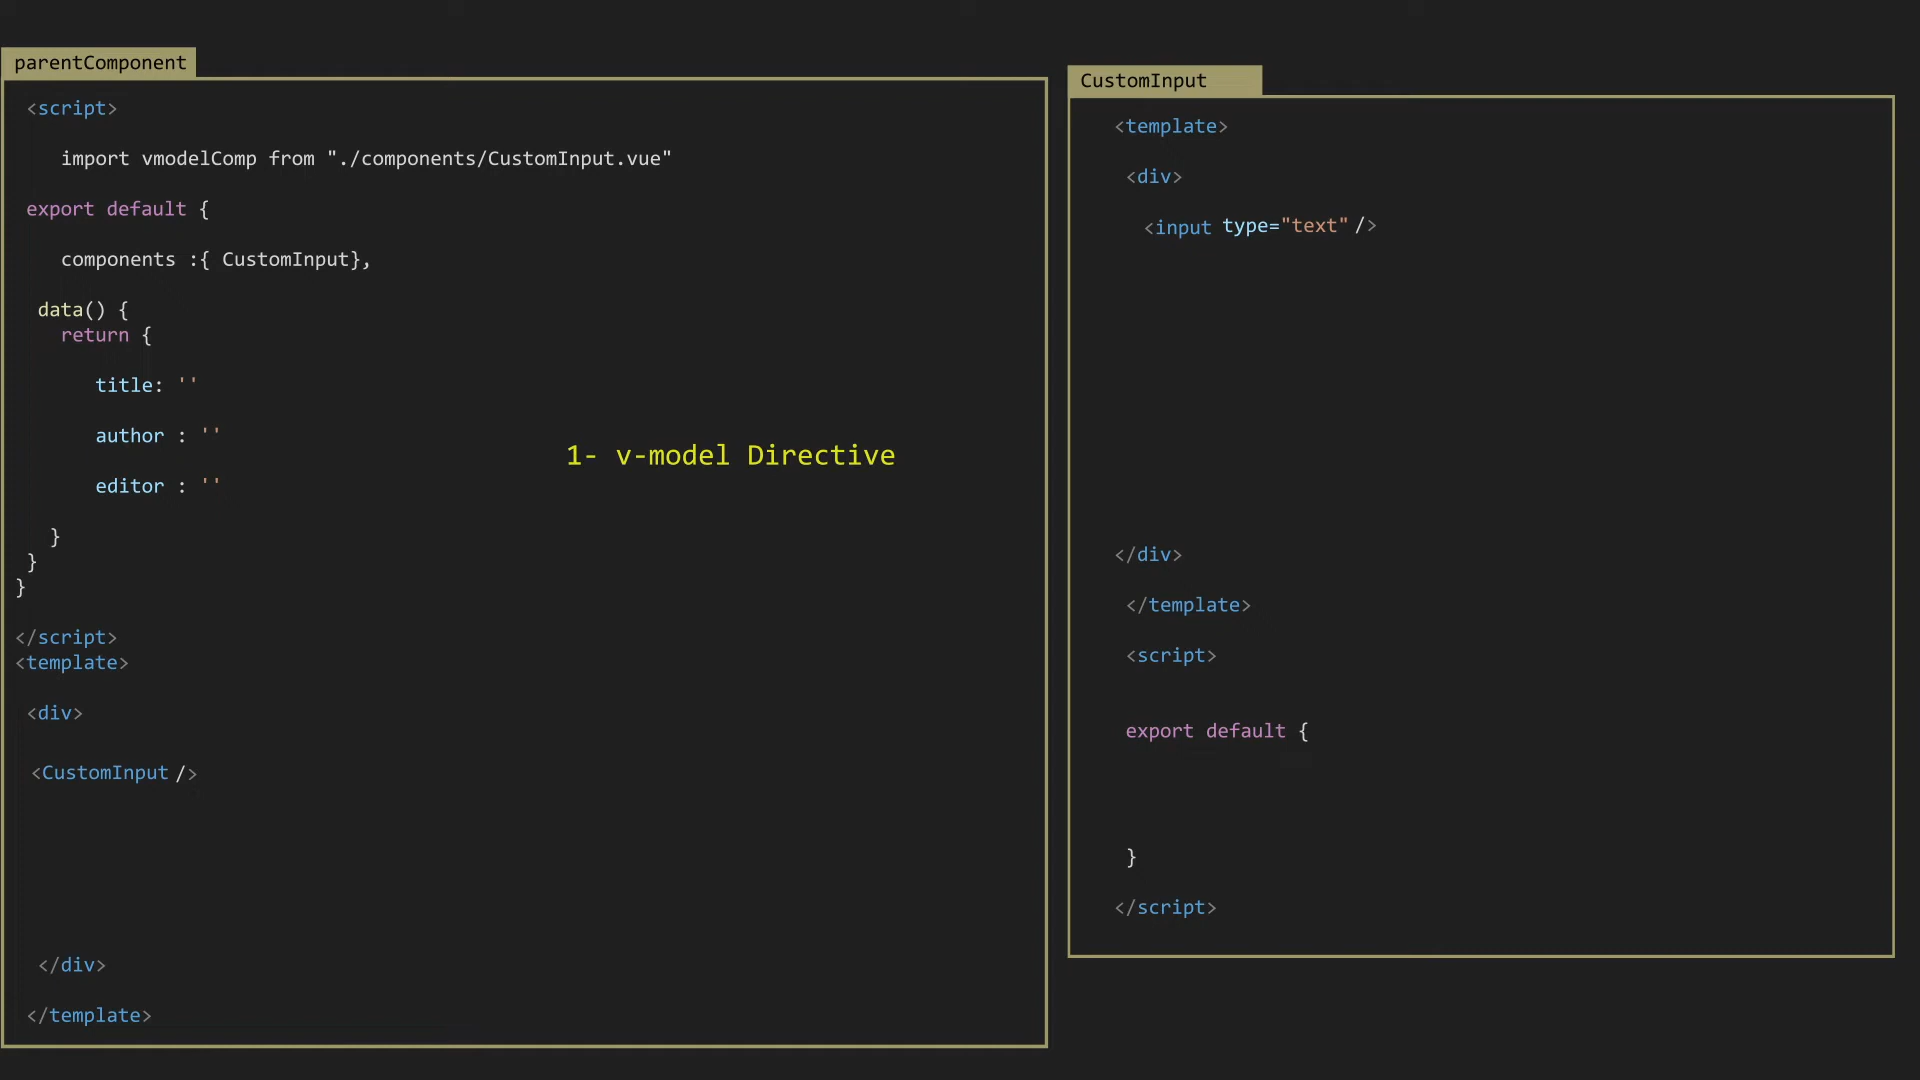 parentComponent
<script>
import vmodelComp from "./components/CustomInput.vue"
export default {
components :{ CustomInput},
data() {
return {
title: ''
author : ''
editor : ''
}
}
}
</script>
<template>
<div>
<CustomInput />
</div>
</template>
1- v-model Directive
CustomInput
<template>
<div>
<input type="text" />
</div>
</template>
<script>
export default {
}
</script>